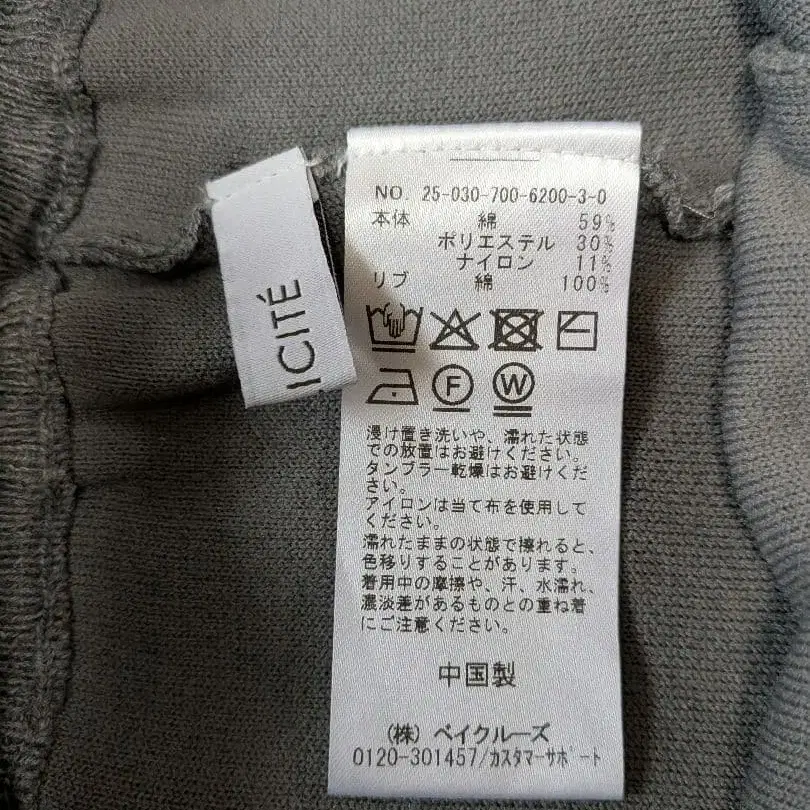 ICITÉ
NO. 25-030-700-6200-3-0
本体 綿 59%
ポリエステル 30%
ナイロン 11%
リブ 綿 100%
F W
浸け置き洗いや、濡れた状態
での放置はお避けください。
タンブラー乾燥はお避けくだ
さい。
アイロンは当て布を使用して
ください。
濡れたままの状態で擦れると、
色移りすることがあります。
着用中の摩擦や、汗、水濡れ、
濃淡差があるものとの重ね着
にご注意ください。
中国製
(株) ベイクルーズ
0120-301457/カスタマーサポート